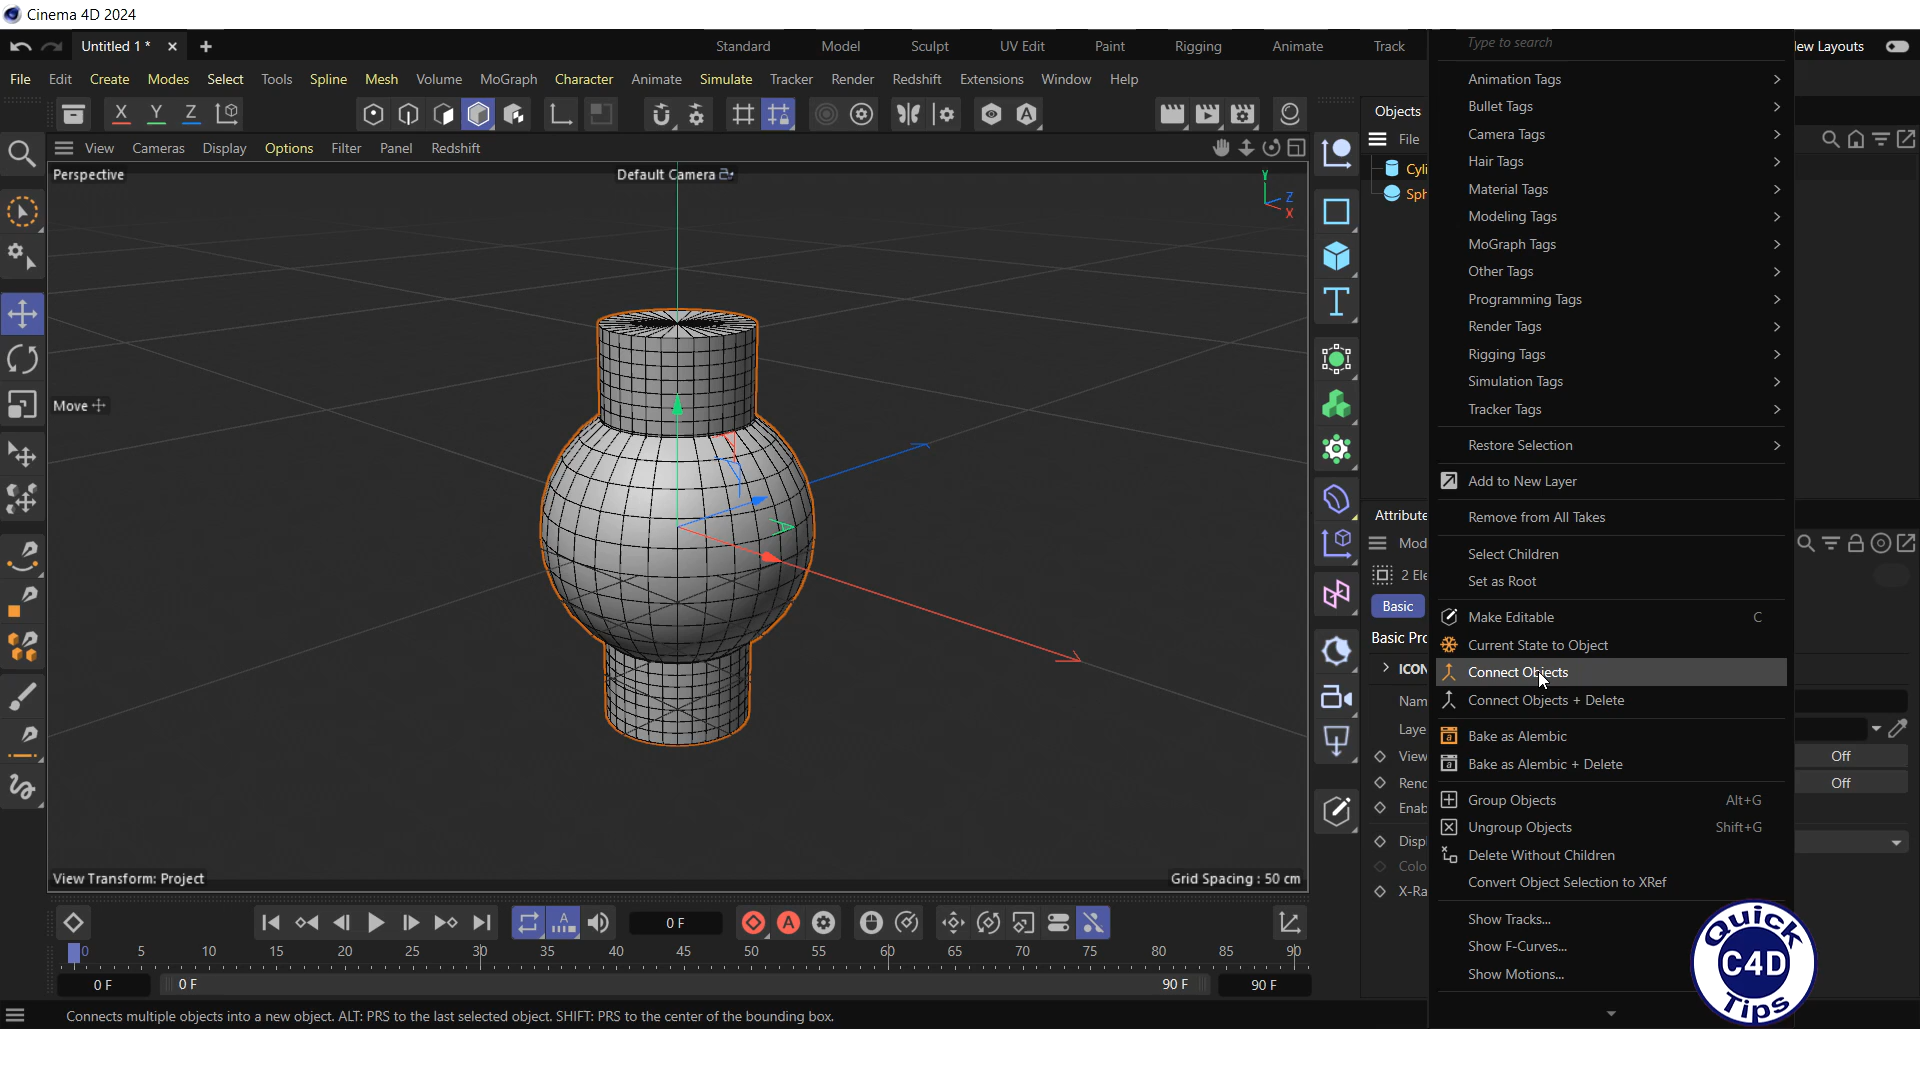 Cinema 4D 2024
Untitled 1 *
Standard
Model
Sculpt
UV Edit
Paint
Rigging
Animate
Track
Layouts
File Edit Create Modes Select Tools Spline Mesh Volume MoGraph Character Animate Simulate Tracker Render Redshift Extensions Window Help
X Y Z
View Cameras Display Options Filter Panel Redshift
Perspective
Default Camera
Y
Z
X
Move
View Transform: Project
Grid Spacing : 50 cm
Objects
File
Cyli
Sph
Attribute
Mod
2 Ele
Basic
Basic Pro
ICON
Nam
Laye
View
Rend
Enab
Disp
Colo
X-Ra
Off
Off
Type to search
Animation Tags
Bullet Tags
Camera Tags
Hair Tags
Material Tags
Modeling Tags
MoGraph Tags
Other Tags
Programming Tags
Render Tags
Rigging Tags
Simulation Tags
Tracker Tags
Restore Selection
Add to New Layer
Remove from All Takes
Select Children
Set as Root
Make Editable C
Current State to Object
Connect Objects
Connect Objects + Delete
Bake as Alembic
Bake as Alembic + Delete
Group Objects Alt+G
Ungroup Objects Shift+G
Delete Without Children
Convert Object Selection to XRef
Show Tracks...
Show F-Curves...
Show Motions...
0 F
0 5 10 15 20 25 30 35 40 45 50 55 60 65 70 75 80 85 90
0 F
0 F
90 F
90 F
Connects multiple objects into a new object. ALT: PRS to the last selected object. SHIFT: PRS to the center of the bounding box.
Quick
C4D
Tips